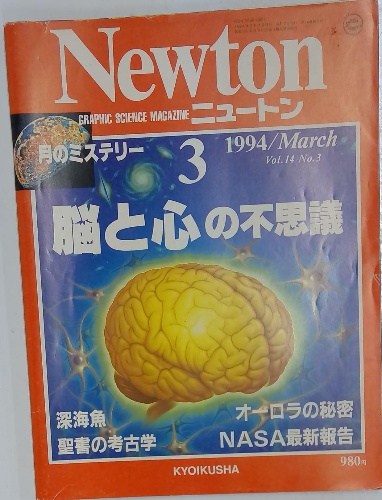 Newton
GRAPHIC SCIENCE MAGAZINE ニュートン
月のミステリー
3
1994/March
Vol.14 No.3
脳と心の不思議
深海魚
オーロラの秘密
聖書の考古学
NASA最新報告
980円
KYOIKUSHA